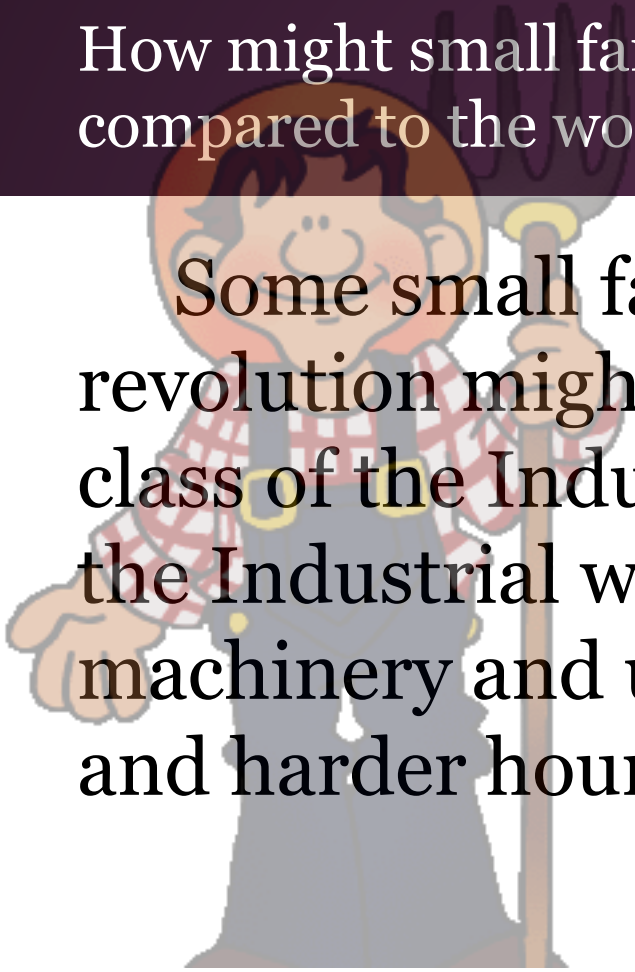 How might small fa
compared to the wo
Some small fa
revolution migh
class of the Indu
the Industrial w
machinery and u
and harder hour